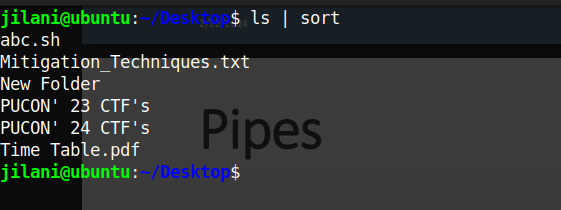 jilani@ubuntu:~/Desktop$ ls | sort
abc.sh
Mitigation_Techniques.txt
New Folder
PUCON' 23 CTF's
PUCON' 24 CTF's
Time Table.pdf
jilani@ubuntu:~/Desktop$
Pipes